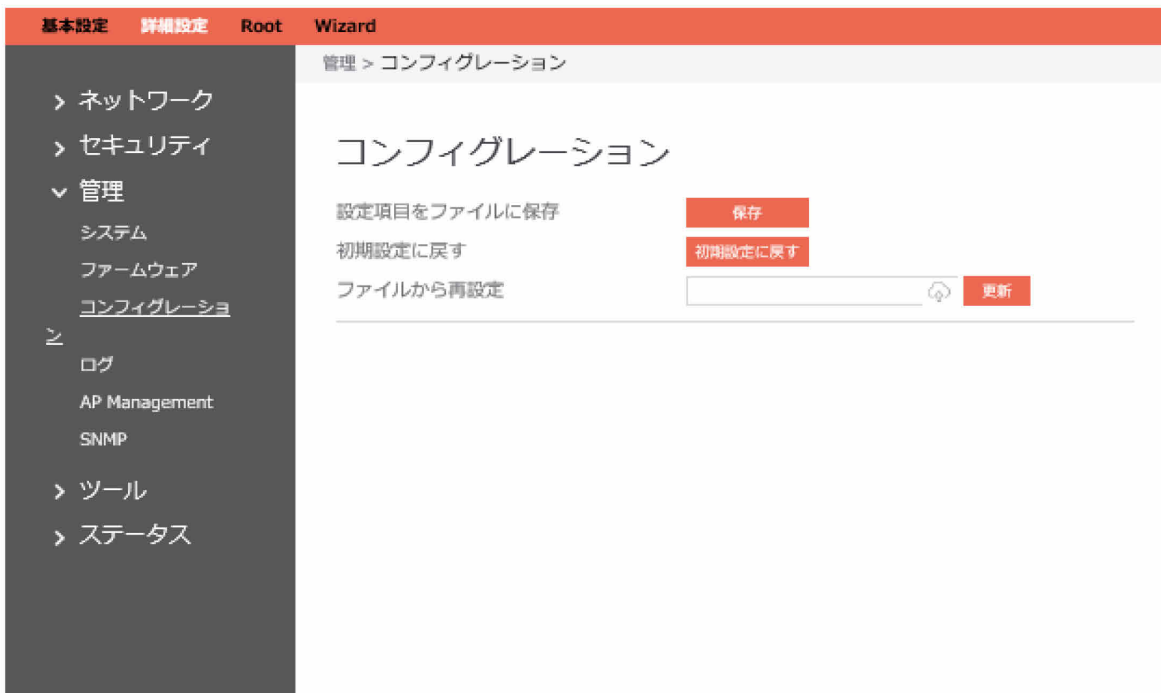 基本設定 詳細設定 Root Wizard
管理 > コンフィグレーション
ネットワーク
セキュリティ
管理
システム
ファームウェア
コンフィグレーショ
ン
ログ
AP Management
SNMP
ツール
ステータス
コンフィグレーション
設定項目をファイルに保存 保存
初期設定に戻す 初期設定に戻す
ファイルから再設定 更新